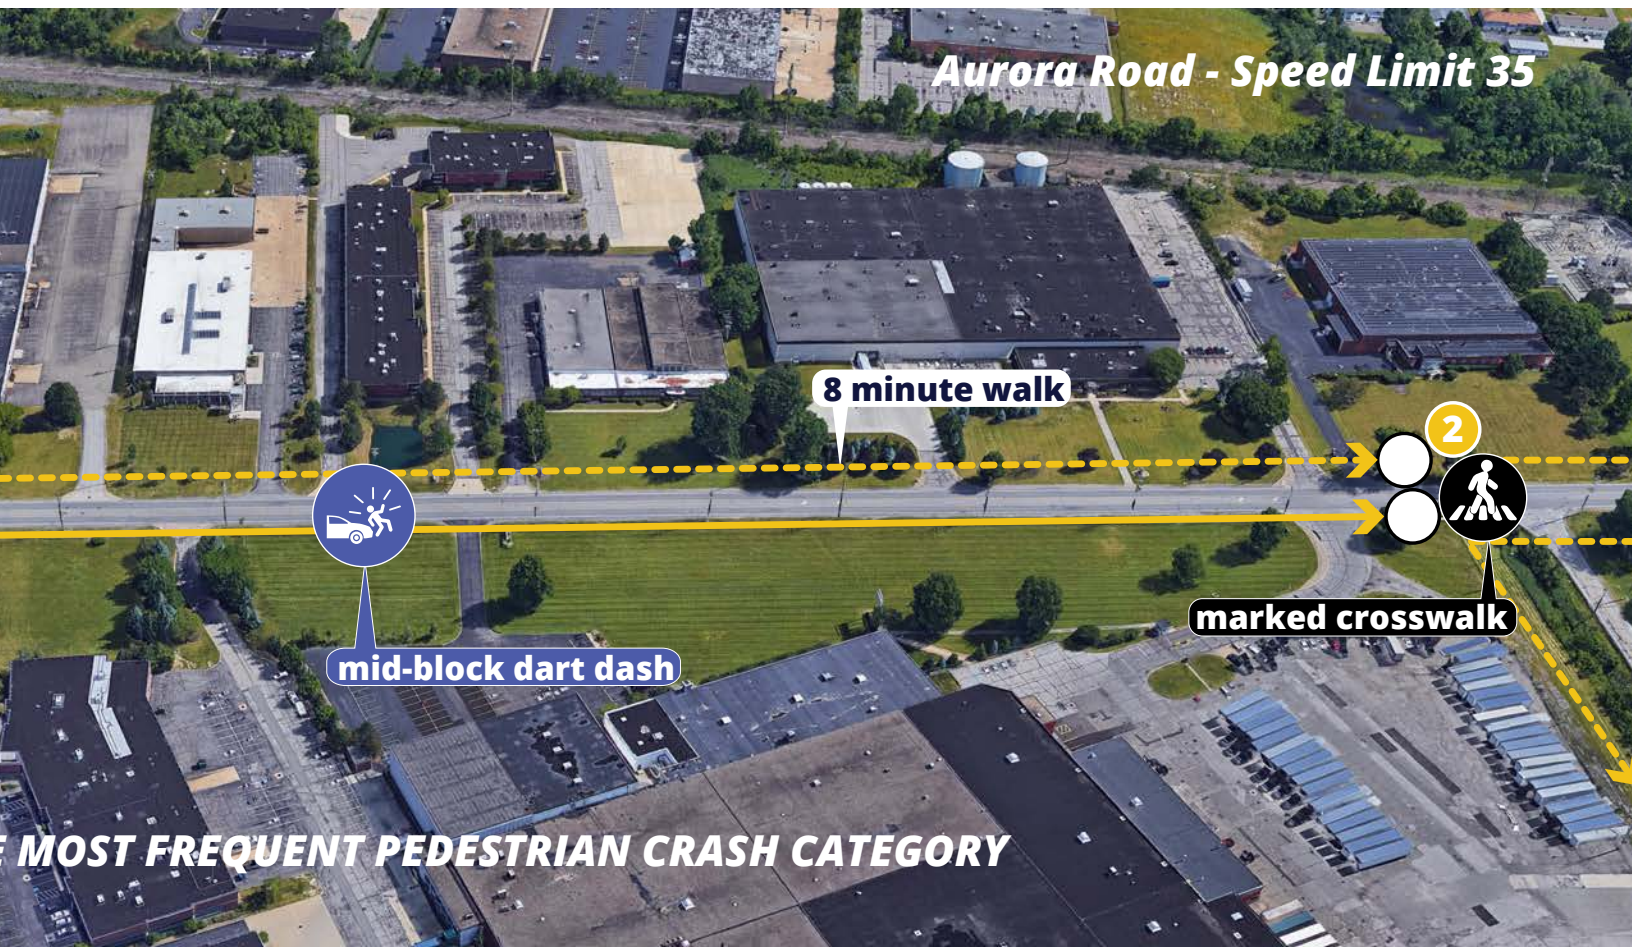 Aurora Road - Speed Limit 35
8 minute walk
2
marked crosswalk
mid-block dart dash
MOST FREQUENT PEDESTRIAN CRASH CATEGORY